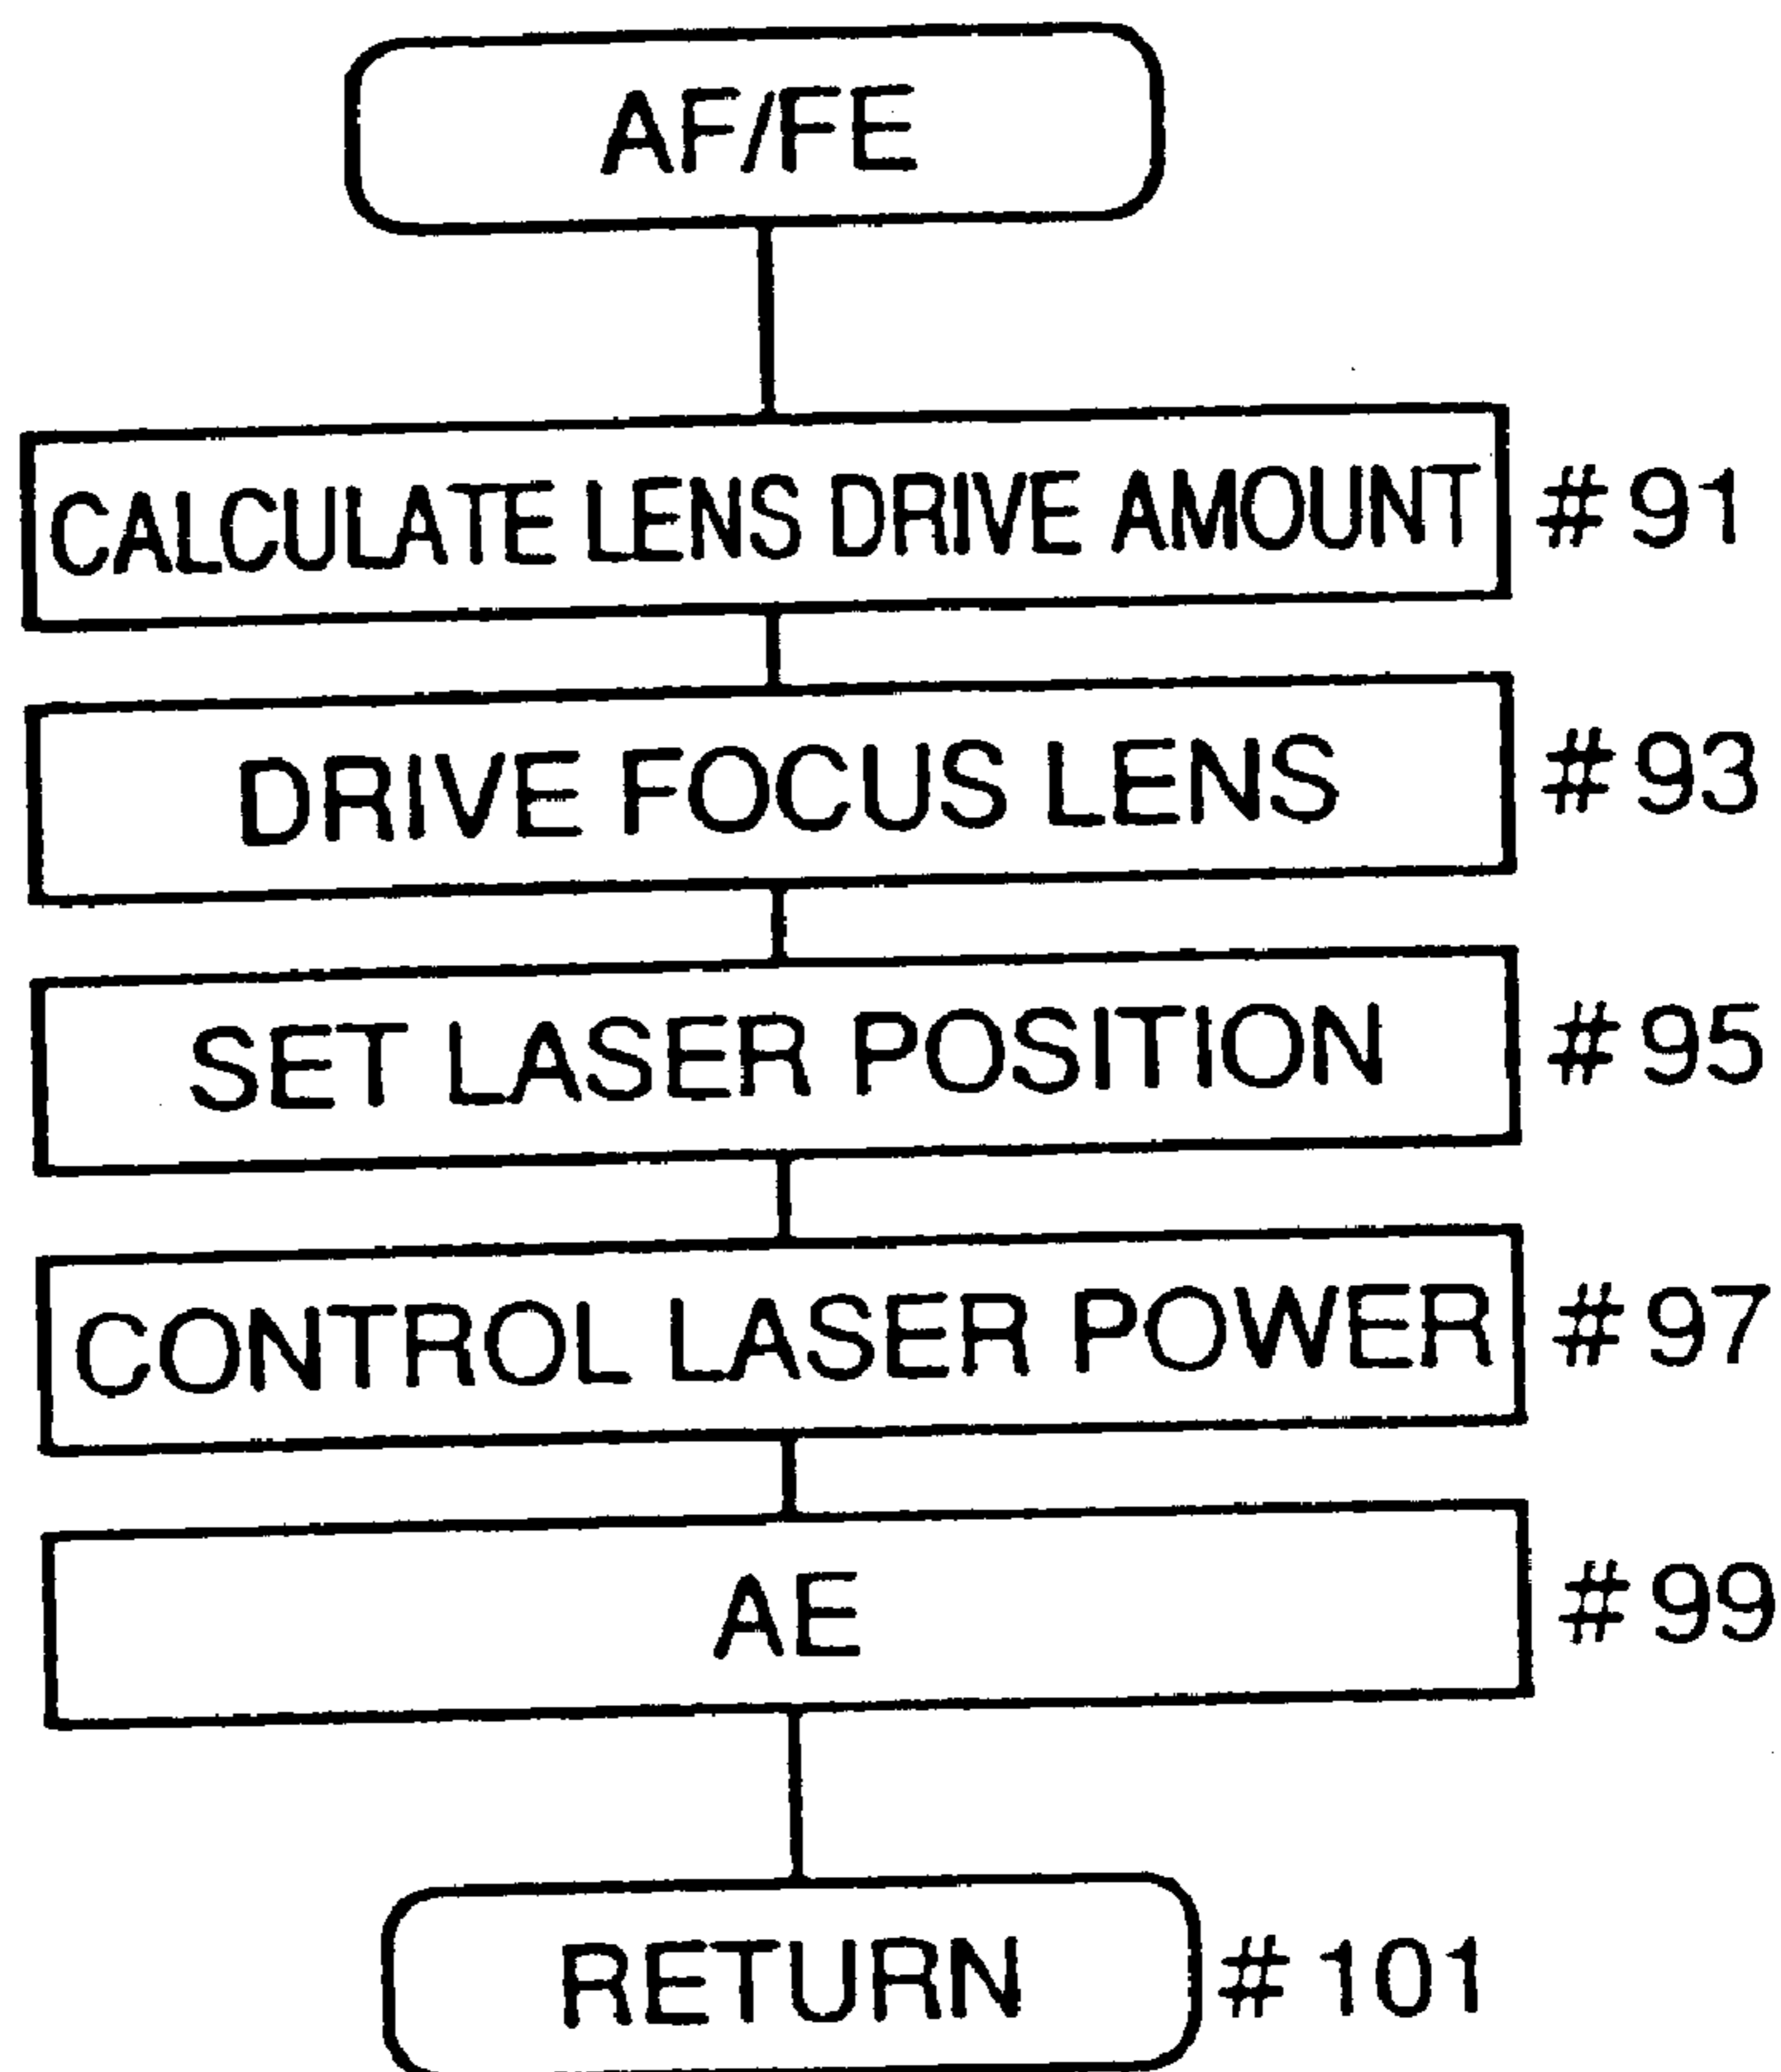 AF/FE
CALCULATE LENS DRIVE AMOUNT #91
DRIVE FOCUS LENS #93
SET LASER POSITION #95
CONTROL LASER POWER #97
AE #99
RETURN #101